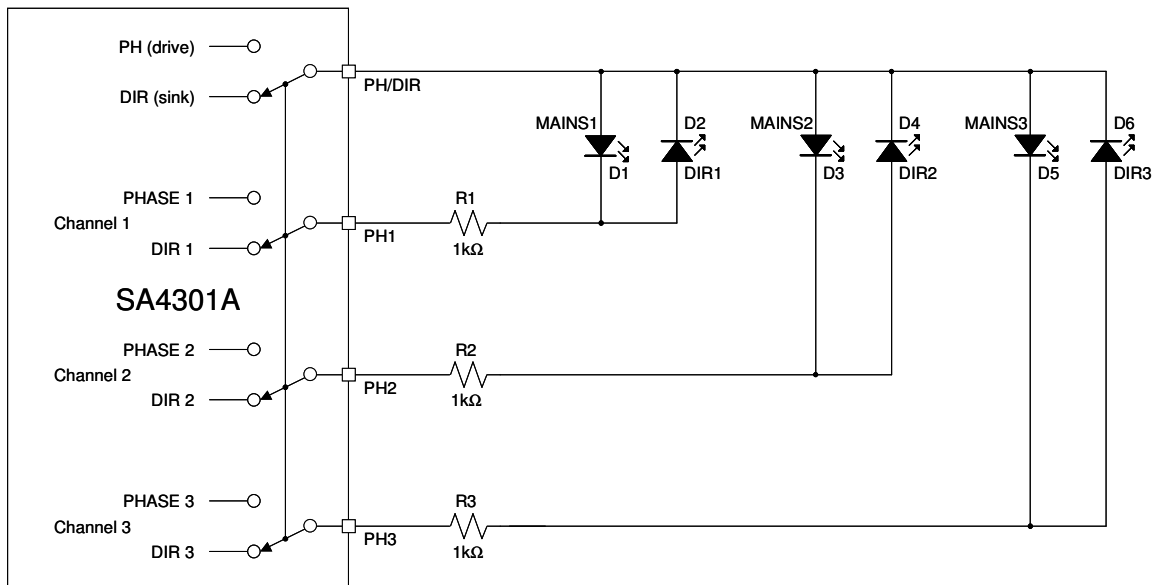 PH (drive)
DIR (sink)
PH/DIR
MAINS1
D1
D2
DIR1
MAINS2
D3
D4
DIR2
MAINS3
D5
D6
DIR3
PHASE 1
Channel 1
DIR 1
PH1
R1
1kΩ
SA4301A
PHASE 2
Channel 2
DIR 2
PH2
R2
1kΩ
PHASE 3
Channel 3
DIR 3
PH3
R3
1kΩ